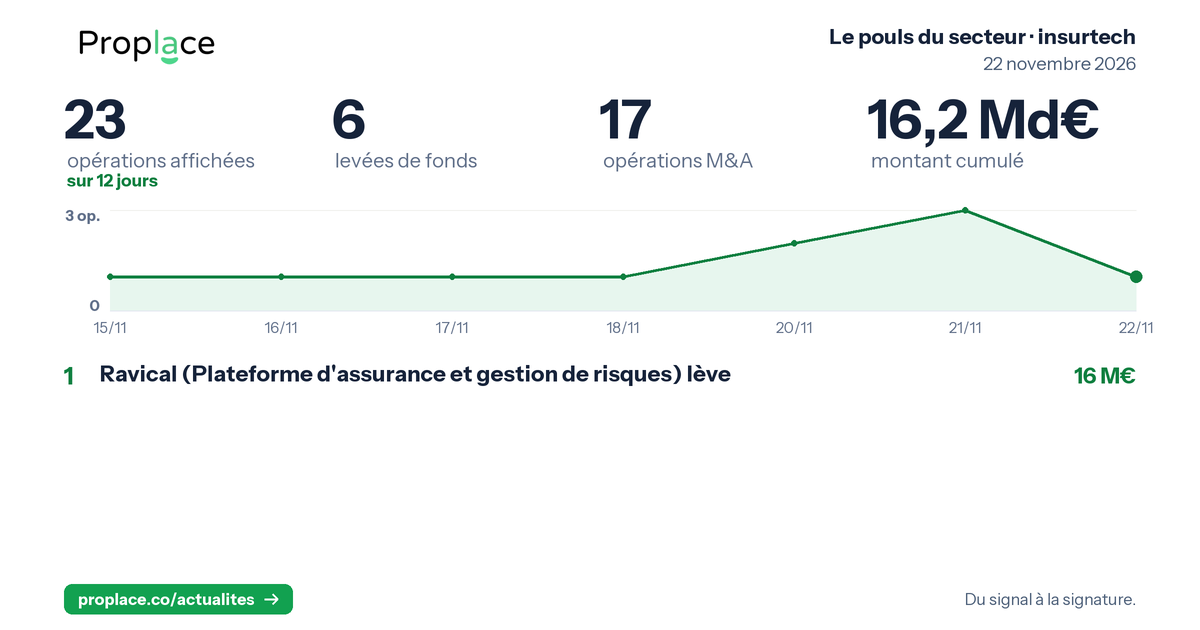 Proplace
Le pouls du secteur · insurtech
22 novembre 2026
23
opérations affichées
sur 12 jours
6
levées de fonds
17
opérations M&A
16,2 Md€
montant cumulé
3 op.
0
15/11
16/11
17/11
18/11
20/11
21/11
22/11
1 Ravical (Plateforme d'assurance et gestion de risques) lève 16 M€
proplace.co/actualites →
Du signal à la signature.